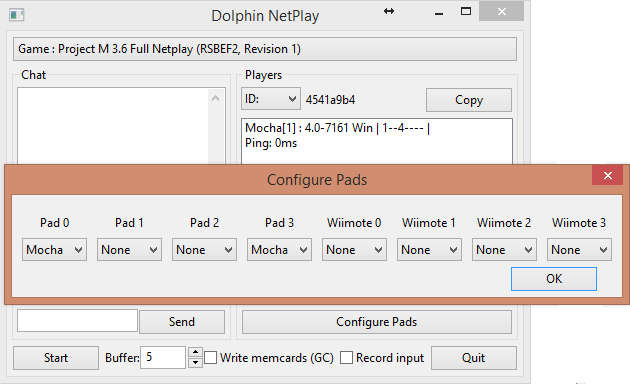 Dolphin NetPlay
Game : Project M 3.6 Full Netplay (RSBEF2, Revision 1)
Chat
Players
ID:
4541a9b4
Copy
Mocha[1] : 4.0-7161 Win | 1--4---- |
Ping: 0ms
Configure Pads
Pad 0 Pad 1 Pad 2 Pad 3 Wiimote 0 Wiimote 1 Wiimote 2 Wiimote 3
Mocha None None Mocha None None None None
OK
Send
Configure Pads
Start
Buffer: 5
Write memcards (GC)
Record input
Quit